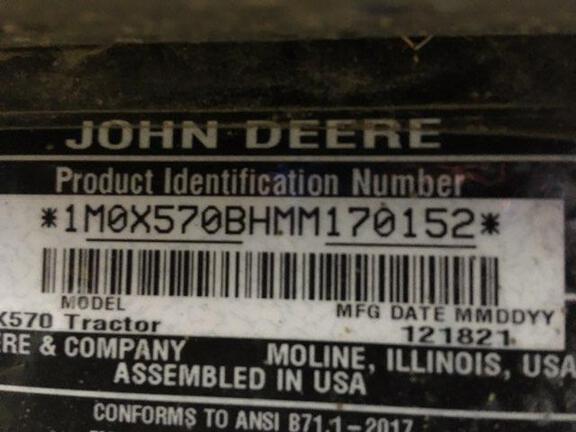 JOHN DEERE
Product Identification Number
*1M0X570BHMM170152*
MODEL
MFG DATE MMDDYY
X570 Tractor
121821
ERE & COMPANY
MOLINE, ILLINOIS, USA
ASSEMBLED IN USA
CONFORMS TO ANSI B71.1-2017